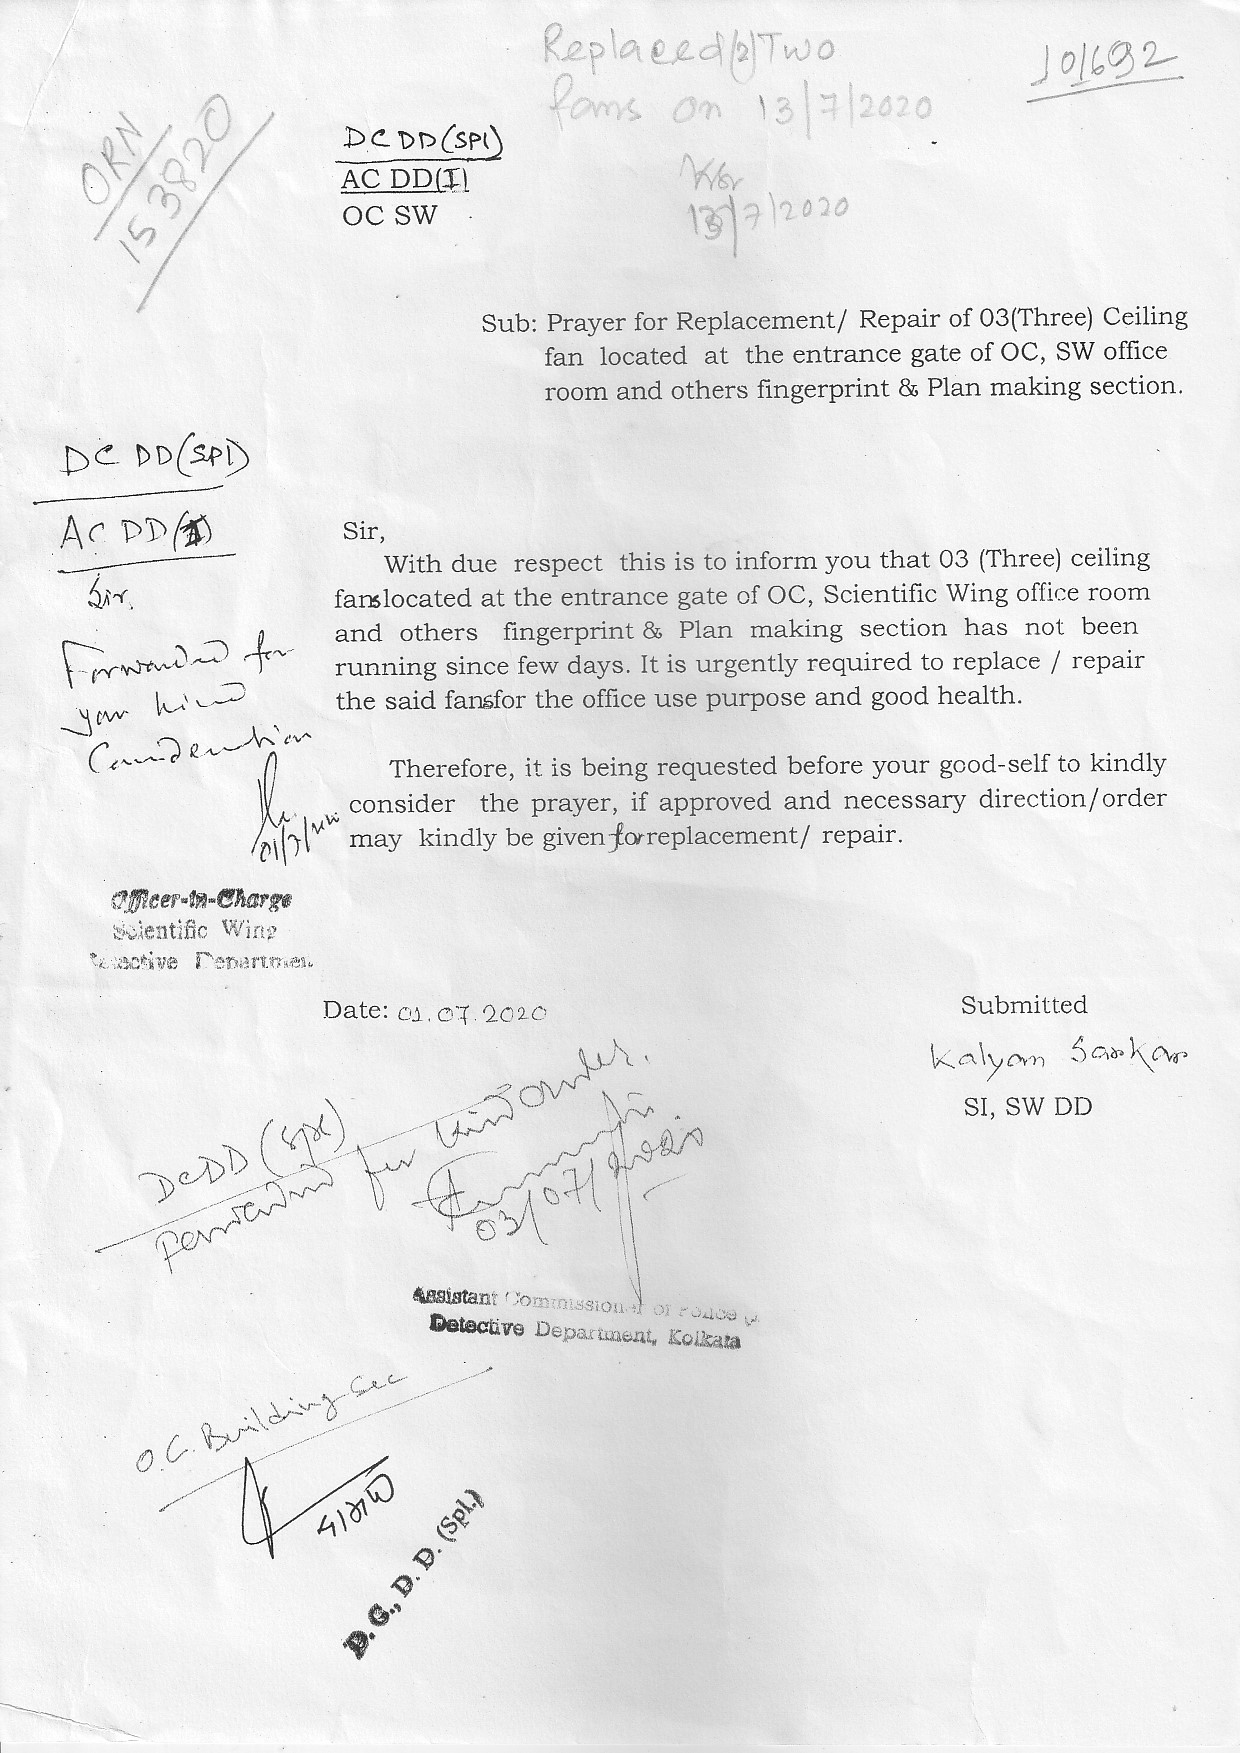 Replaced (2) Two
fans on 13/7/2020
101692
ORN
153820
DC DD (SPl)
AC DD(I)
OC SW
13/7/2020
Sub: Prayer for Replacement/ Repair of 03(Three) Ceiling
fan located at the entrance gate of OC, SW office
room and others fingerprint & Plan making section.
DC DD (SPl)
AC DD(I)
Sir,
Forwarded for
your kind
Consideration
01/7/2020
Officer-in-Charge
Scientific Wing
Detective Department
Sir,
With due respect this is to inform you that 03 (Three) ceiling
fans located at the entrance gate of OC, Scientific Wing office room
and others fingerprint & Plan making section has not been
running since few days. It is urgently required to replace / repair
the said fans for the office use purpose and good health.
Therefore, it is being requested before your good-self to kindly
consider the prayer, if approved and necessary direction/order
may kindly be given for replacement/ repair.
Date: 01.07.2020
Submitted
Kalyan Sarkar
SI, SW DD
DCDD (Spl)
Forwarded for kind order.
03/07/2020
Assistant Commissioner of Police
Detective Department, Kolkata
O.C. Building Sec
D.C., D. D. (Spl.)